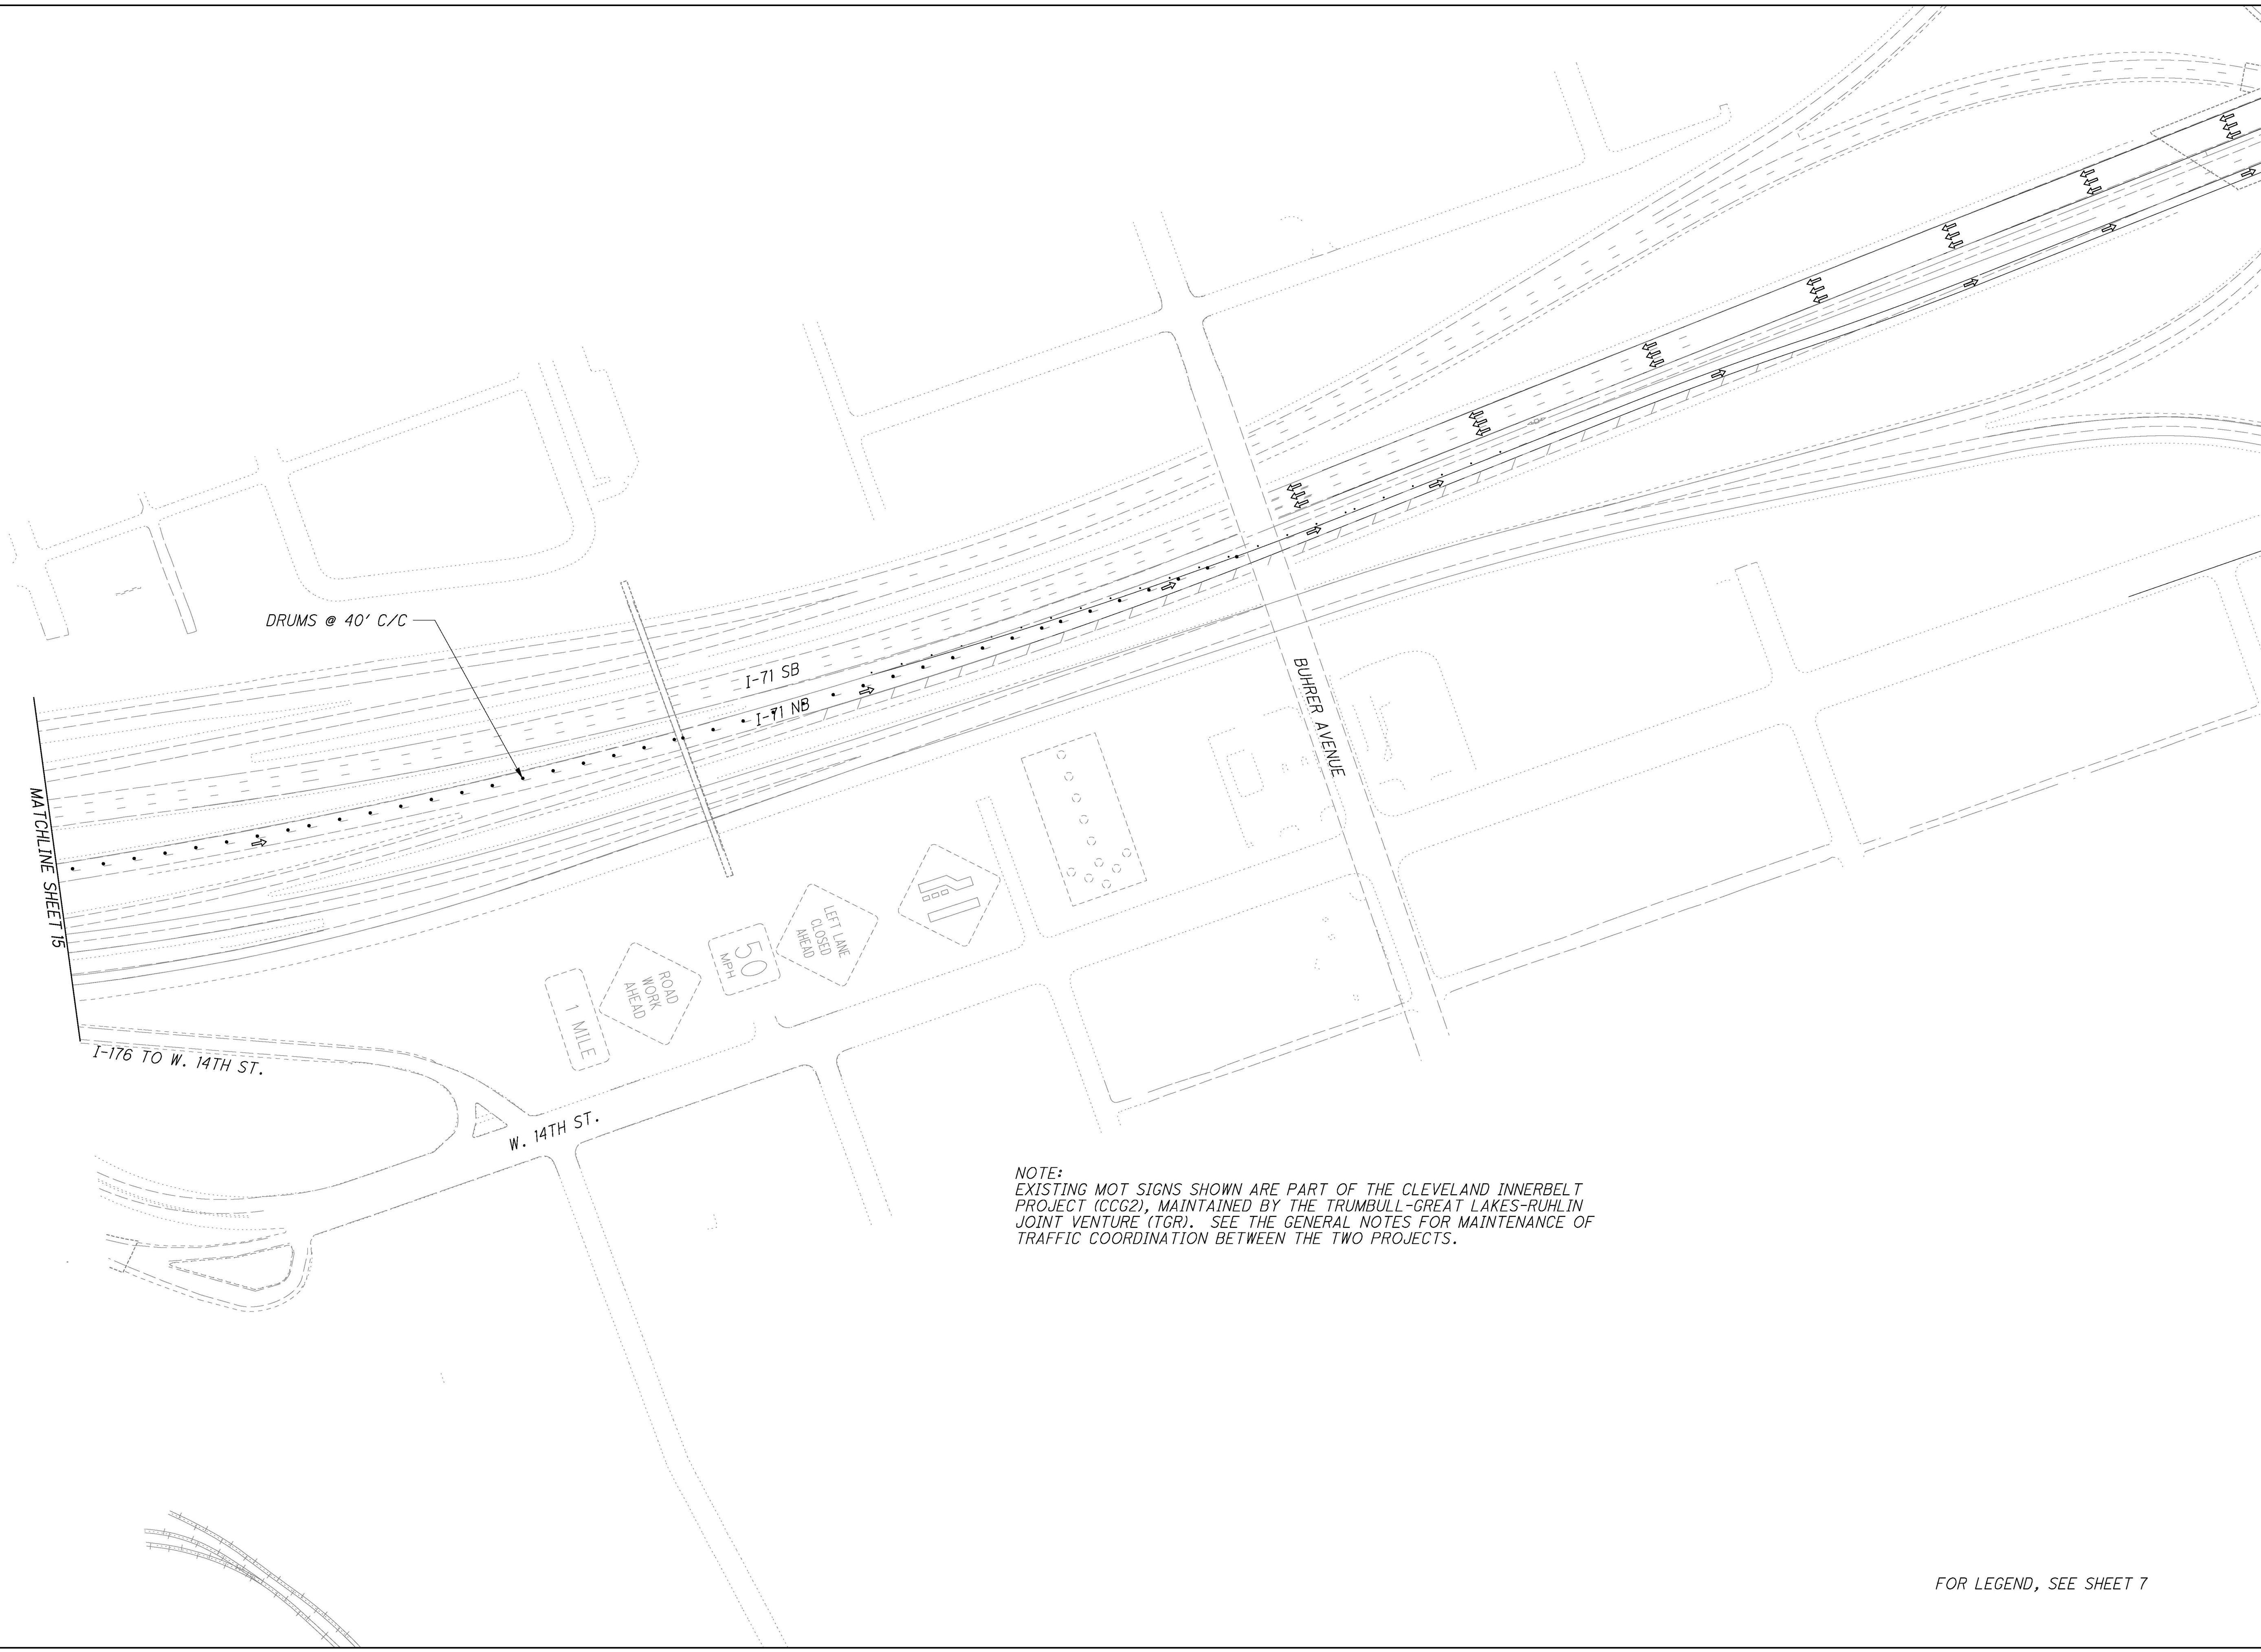 DRUMS @ 40' C/C
I-71 SB
I-71 NB
BUHRER AVENUE
MATCHLINE SHEET 15
LEFT LANE
CLOSED
AHEAD
50
MPH
ROAD
WORK
AHEAD
1 MILE
I-176 TO W. 14TH ST.
W. 14TH ST.
NOTE:
EXISTING MOT SIGNS SHOWN ARE PART OF THE CLEVELAND INNERBELT
PROJECT (CCG2), MAINTAINED BY THE TRUMBULL-GREAT LAKES-RUHLIN
JOINT VENTURE (TGR). SEE THE GENERAL NOTES FOR MAINTENANCE OF
TRAFFIC COORDINATION BETWEEN THE TWO PROJECTS.
FOR LEGEND, SEE SHEET 7